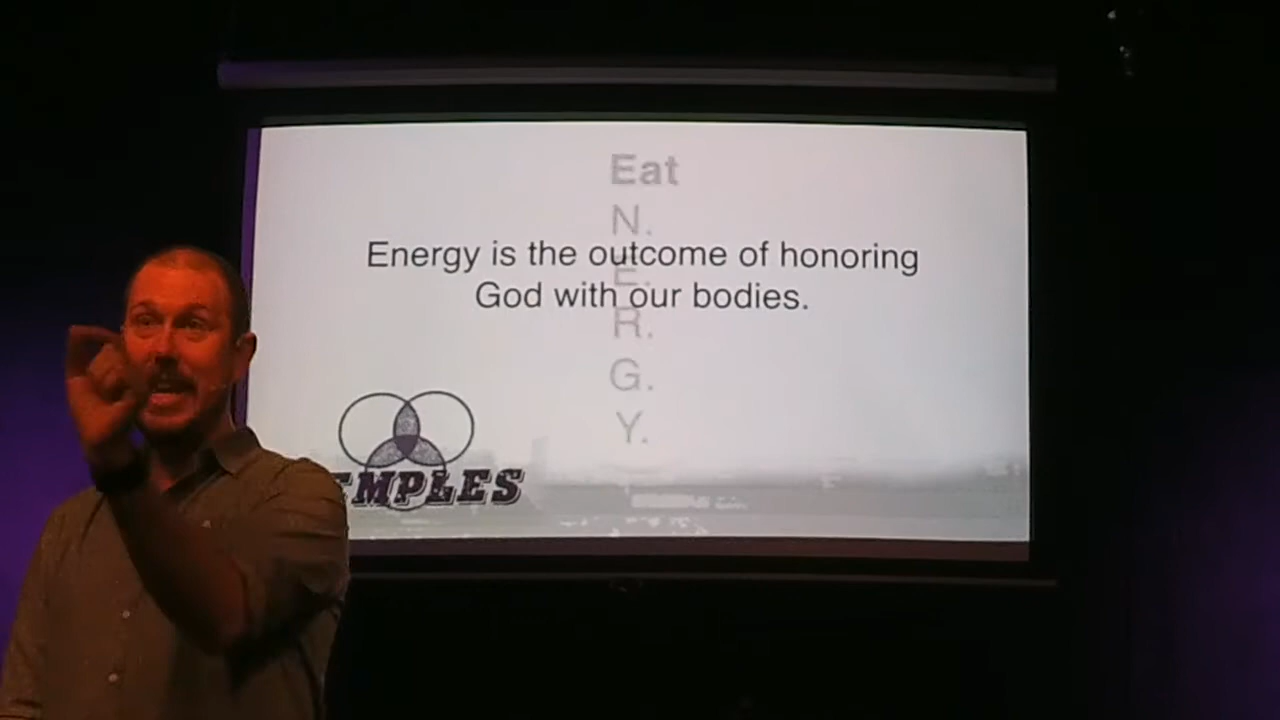 Eat
N.
Energy is the outcome of honoring
E.
God with our bodies.
R.
G.
Y.
EMPLES